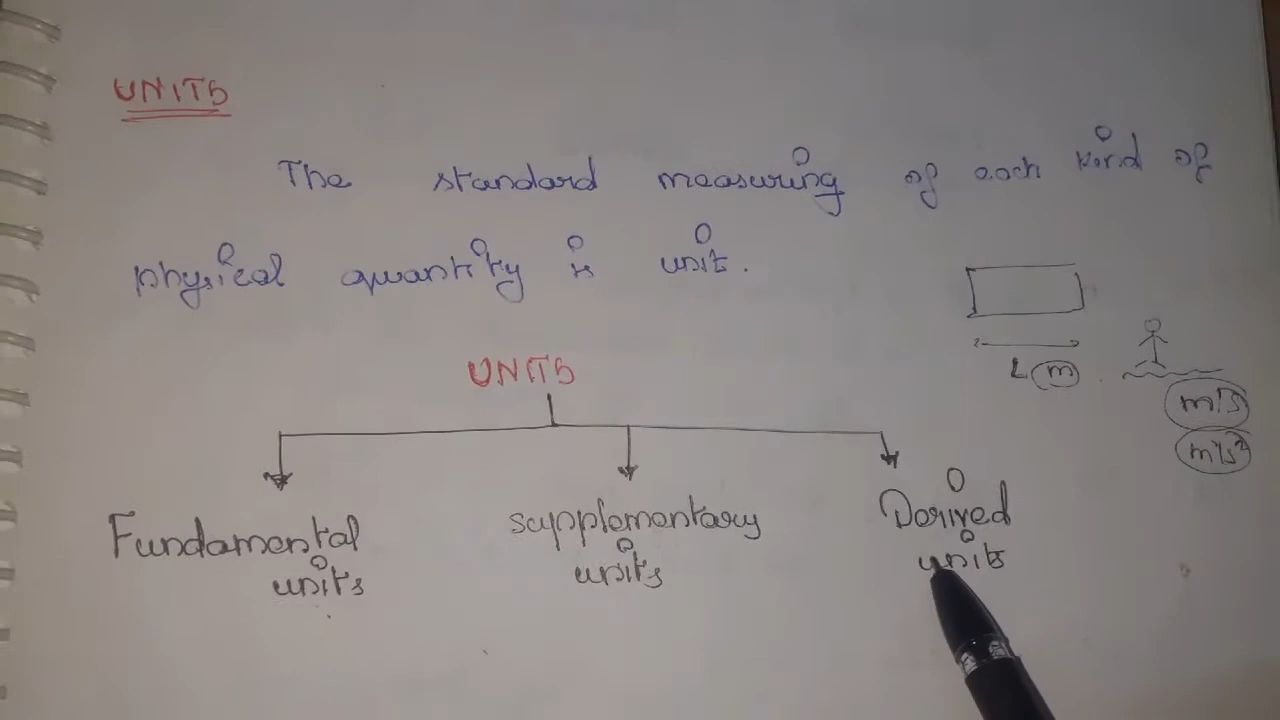 UNITS
The standard measuring of each kind of
physical quantity is unit.
UNITS
Fundamental
units
supplementary
units
Derived
units
L m
m/s
m/s²